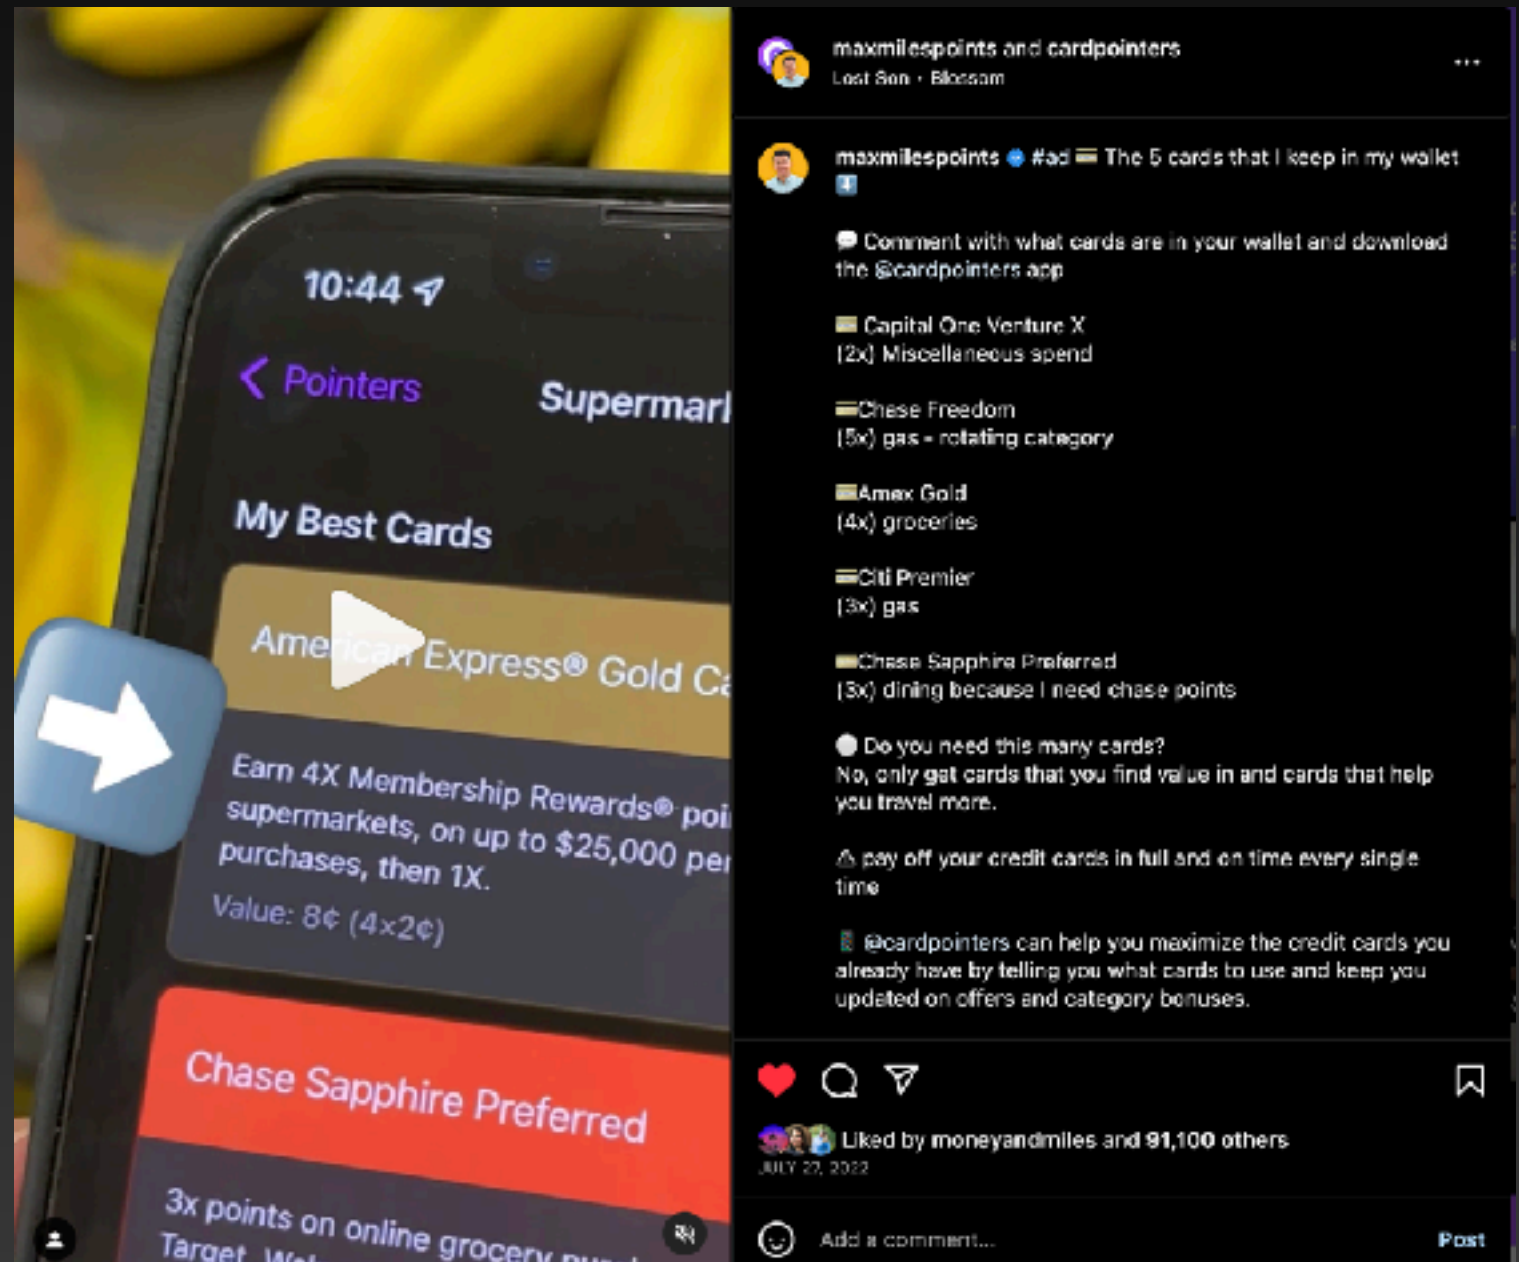 10:44
Pointers
Supermark
My Best Cards
American Express® Gold Ca
Earn 4X Membership Rewards® poi
supermarkets, on up to $25,000 per
purchases, then 1X.
Value: 8¢ (4×2¢)
Chase Sapphire Preferred
3x points on online grocery
Target,
maxmilespoints and cardpointers
Lost Son • Blossom
maxmilespoints #ad 💳 The 5 cards that I keep in my wallet
⬇️
💬 Comment with what cards are in your wallet and download
the @cardpointers app
💳 Capital One Venture X
(2x) Miscellaneous spend
💳Chase Freedom
(5x) gas - rotating category
💳Amex Gold
(4x) groceries
💳Citi Premier
(3x) gas
💳Chase Sapphire Preferred
(3x) dining because I need chase points
⚪ Do you need this many cards?
No, only get cards that you find value in and cards that help
you travel more.
⚠ pay off your credit cards in full and on time every single
time
📱 @cardpointers can help you maximize the credit cards you
already have by telling you what cards to use and keep you
updated on offers and category bonuses.
Liked by moneyandmiles and 91,100 others
JULY 27, 2022
Add a comment...
Post